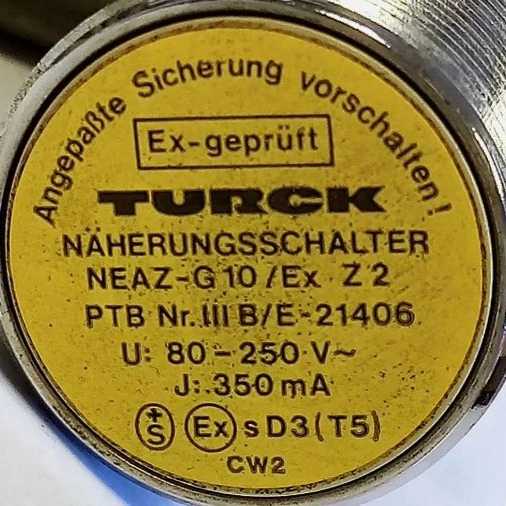 Angepaßte Sicherung vorschalten!
Ex-geprüft
TURCK
NÄHERUNGSSCHALTER
NEAZ-G10/Ex Z2
PTB Nr. III B/E-21406
U: 80-250 V~
J: 350 mA
+S Ex s D3(T5)
CW2